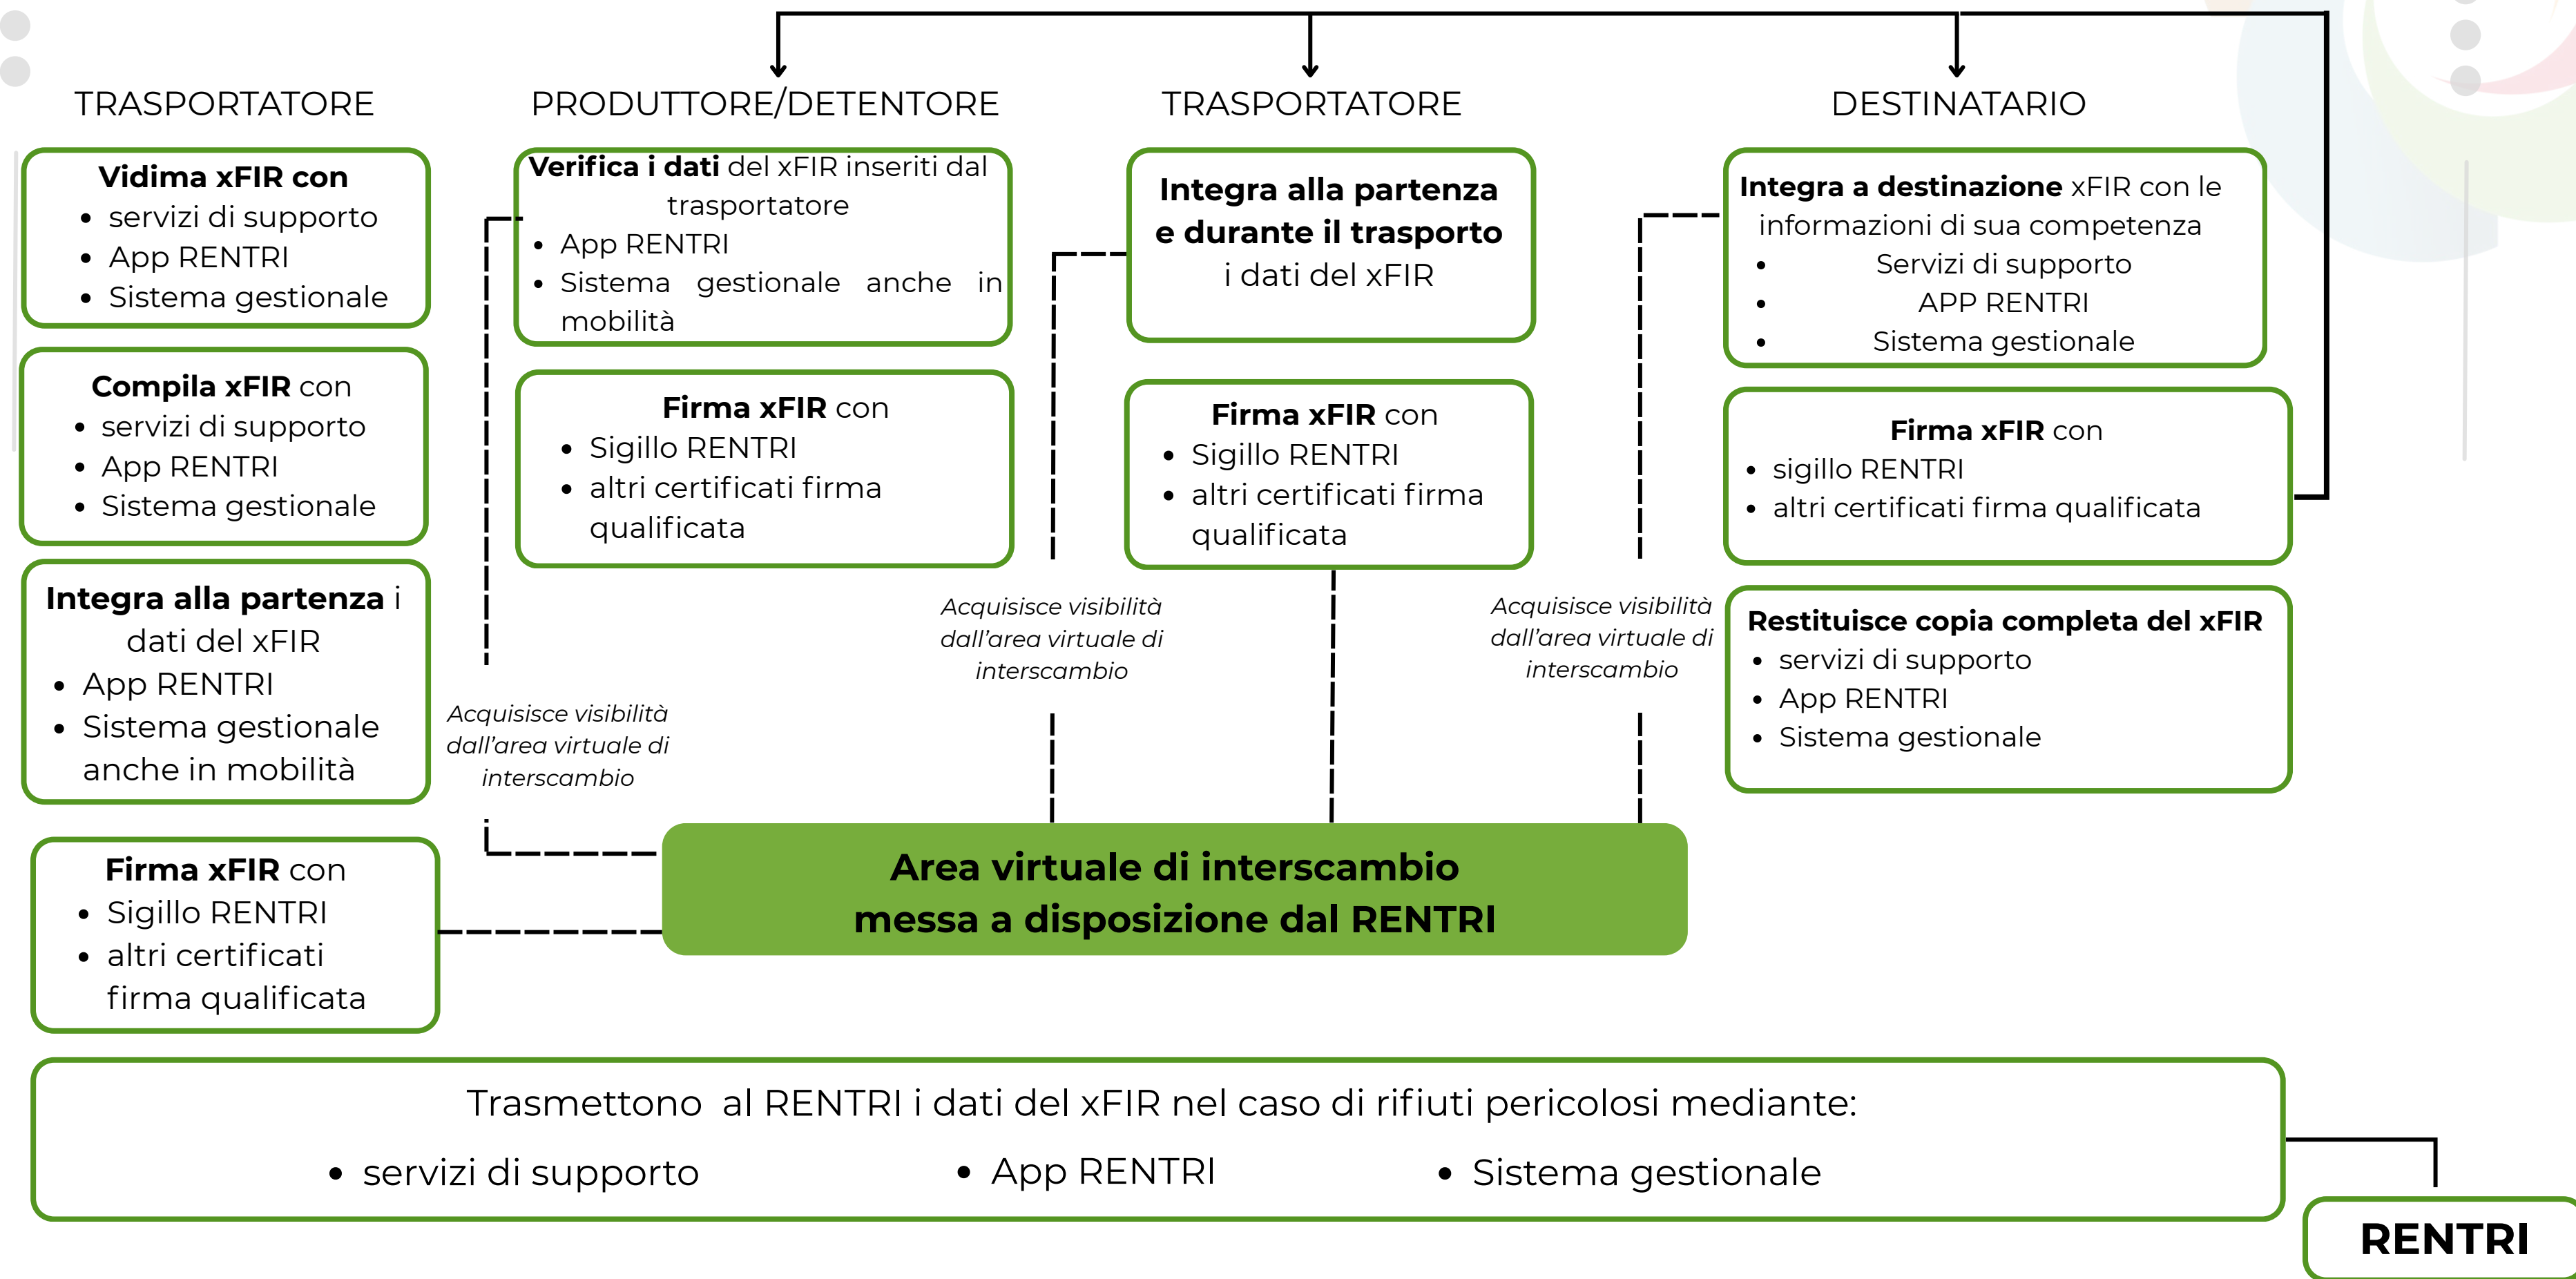 TRASPORTATORE
Vidima xFIR con
• servizi di supporto
• App RENTRI
• Sistema gestionale
Compila xFIR con
• servizi di supporto
• App RENTRI
• Sistema gestionale
Integra alla partenza i
dati del xFIR
• App RENTRI
• Sistema gestionale
anche in mobilità
Firma xFIR con
• Sigillo RENTRI
• altri certificati
firma qualificata
PRODUTTORE/DETENTORE
Verifica i dati del xFIR inseriti dal
trasportatore
• App RENTRI
• Sistema gestionale anche in
mobilità
Firma xFIR con
• Sigillo RENTRI
• altri certificati firma
qualificata
Acquisisce visibilità
dall’area virtuale di
interscambio
TRASPORTATORE
Integra alla partenza
e durante il trasporto
i dati del xFIR
Firma xFIR con
• Sigillo RENTRI
• altri certificati firma
qualificata
Acquisisce visibilità
dall’area virtuale di
interscambio
DESTINATARIO
Integra a destinazione xFIR con le
informazioni di sua competenza
• Servizi di supporto
• APP RENTRI
• Sistema gestionale
Firma xFIR con
• sigillo RENTRI
• altri certificati firma qualificata
Restituisce copia completa del xFIR
• servizi di supporto
• App RENTRI
• Sistema gestionale
Acquisisce visibilità
dall’area virtuale di
interscambio
Area virtuale di interscambio
messa a disposizione dal RENTRI
Trasmettono al RENTRI i dati del xFIR nel caso di rifiuti pericolosi mediante:
• servizi di supporto • App RENTRI • Sistema gestionale
RENTRI